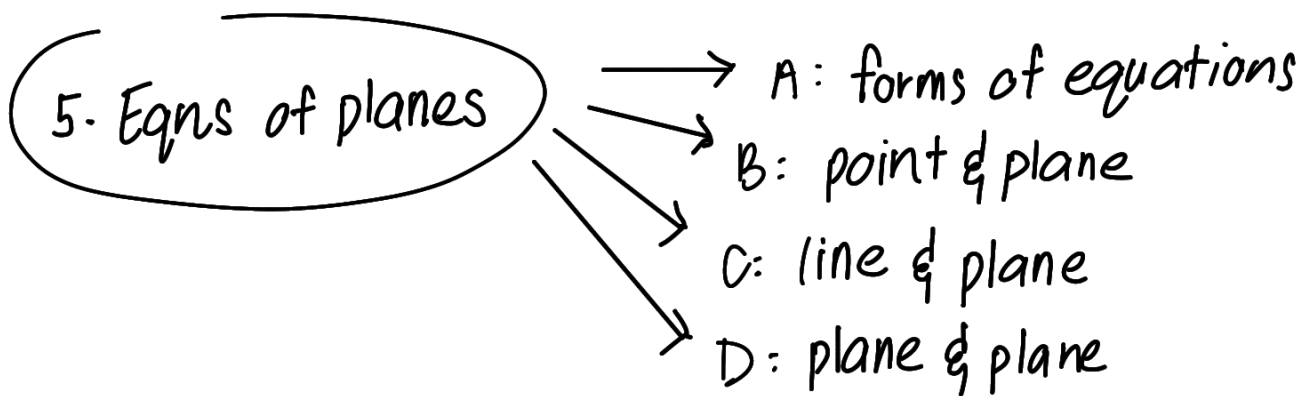 5. Eqns of planes
A: forms of equations
B: point & plane
C: line & plane
D: plane & plane